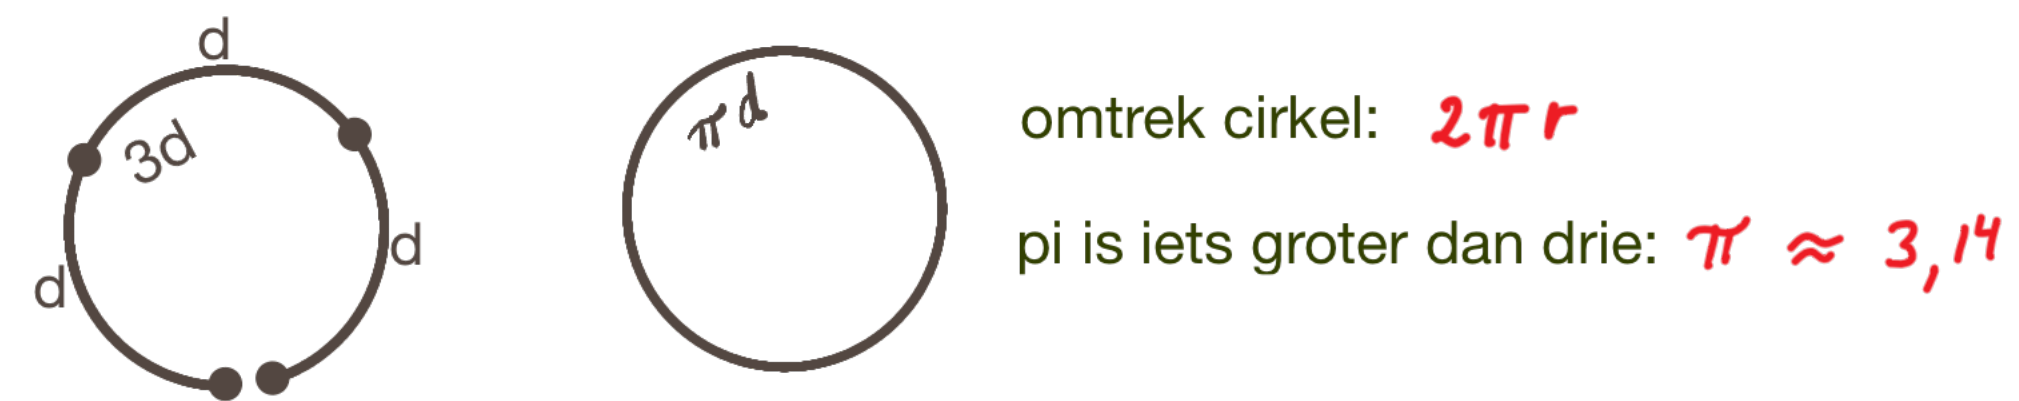 d
3d
d
d
πd
omtrek cirkel: 2πr
pi is iets groter dan drie: π ≈ 3,14